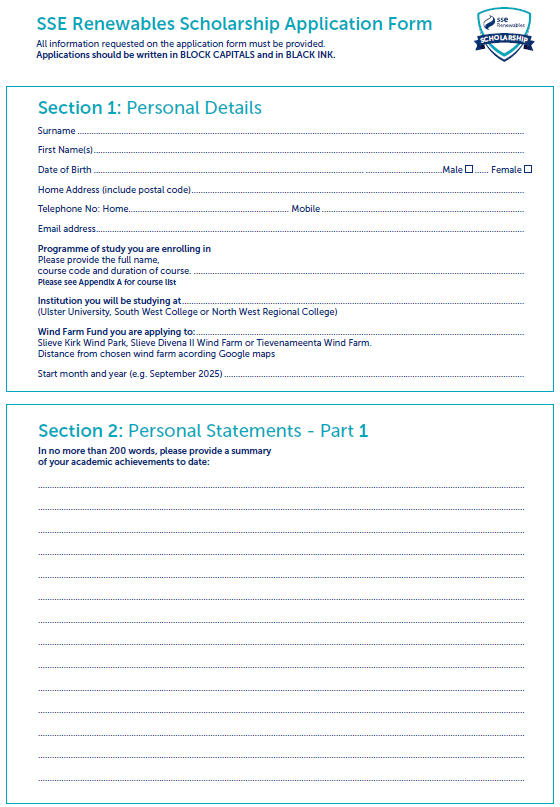 SSE Renewables Scholarship Application Form
All information requested on the application form must be provided.
Applications should be written in BLOCK CAPITALS and in BLACK INK.
sse
Renewables
SCHOLARSHIP
Section 1: Personal Details
Surname
First Name(s)
Date of Birth Male Female
Home Address (include postal code)
Telephone No: Home Mobile
Email address
Programme of study you are enrolling in
Please provide the full name,
course code and duration of course.
Please see Appendix A for course list
Institution you will be studying at
(Ulster University, South West College or North West Regional College)
Wind Farm Fund you are applying to:
Slieve Kirk Wind Park, Slieve Divena II Wind Farm or Tievenameenta Wind Farm.
Distance from chosen wind farm acording Google maps
Start month and year (e.g. September 2025)
Section 2: Personal Statements - Part 1
In no more than 200 words, please provide a summary
of your academic achievements to date: